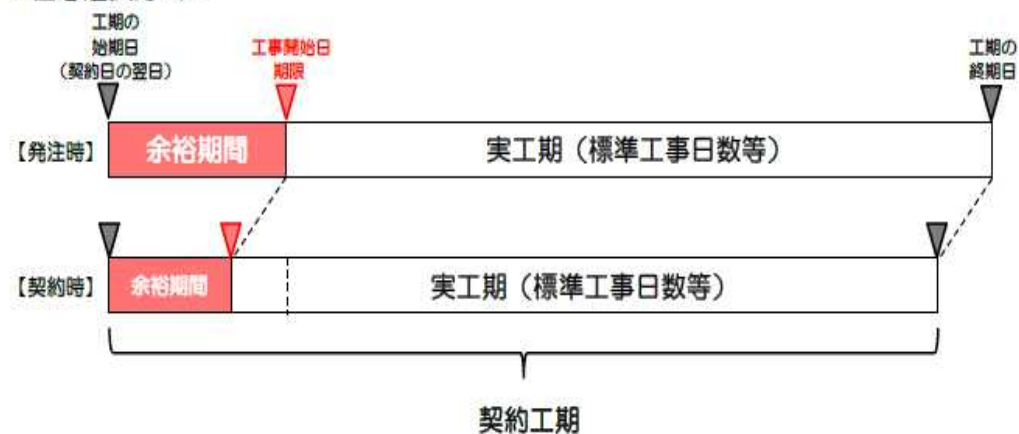 工期の
始期日
（契約日の翌日）
工事開始日
期限
工期の
終期日
【発注時】
余裕期間
実工期（標準工事日数等）
【契約時】
余裕期間
実工期（標準工事日数等）
契約工期